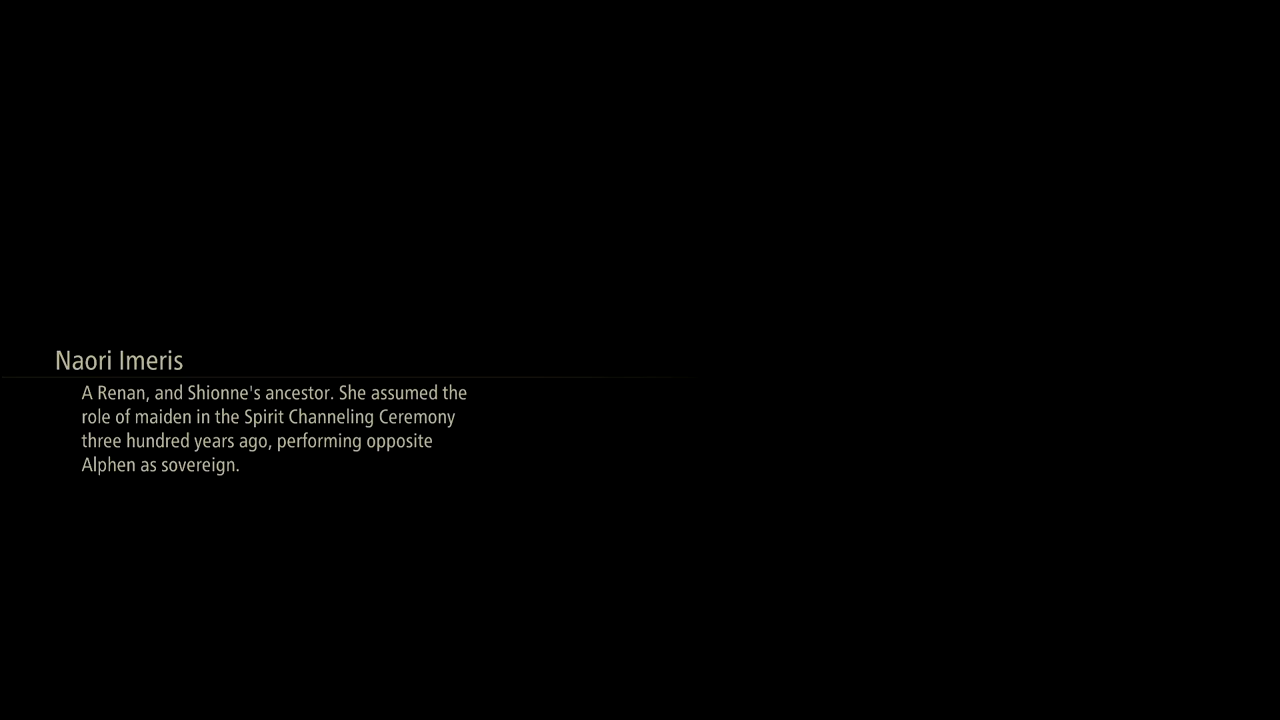 Naori Imeris
A Renan, and Shionne's ancestor. She assumed the
role of maiden in the Spirit Channeling Ceremony
three hundred years ago, performing opposite
Alphen as sovereign.